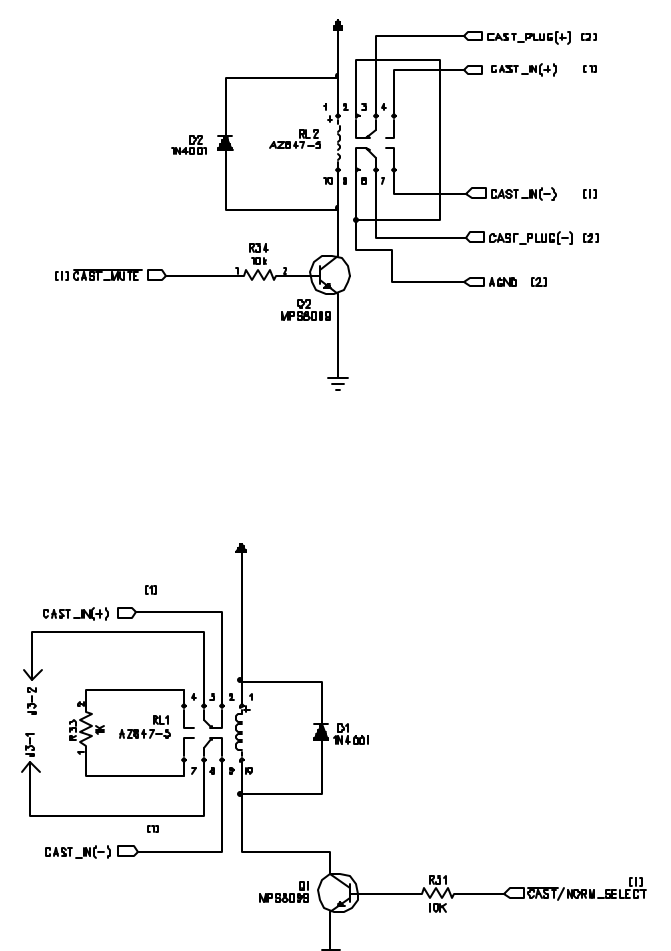 CAST_PLUG(+) [2]
CAST_IN(+) [1]
1 2 3 4
+
RL2
AZ847-5
D2
1N4001
10 9 8 7
CAST_IN(-) [1]
CAST_PLUG(-) [2]
R34
10k
[1] CAST_MUTE
1 2
AGND [2]
Q2
MPS8099
[1]
CAST_IN(+)
4 3 2 1
+
J3-2
2
R33
1K
1
RL1
AZ847-5
J3-1
D1
1N4001
7 8 9 10
[1]
CAST_IN(-)
Q1
MPS8099
R31
10K
[1]
CAST/NORM_SELECT